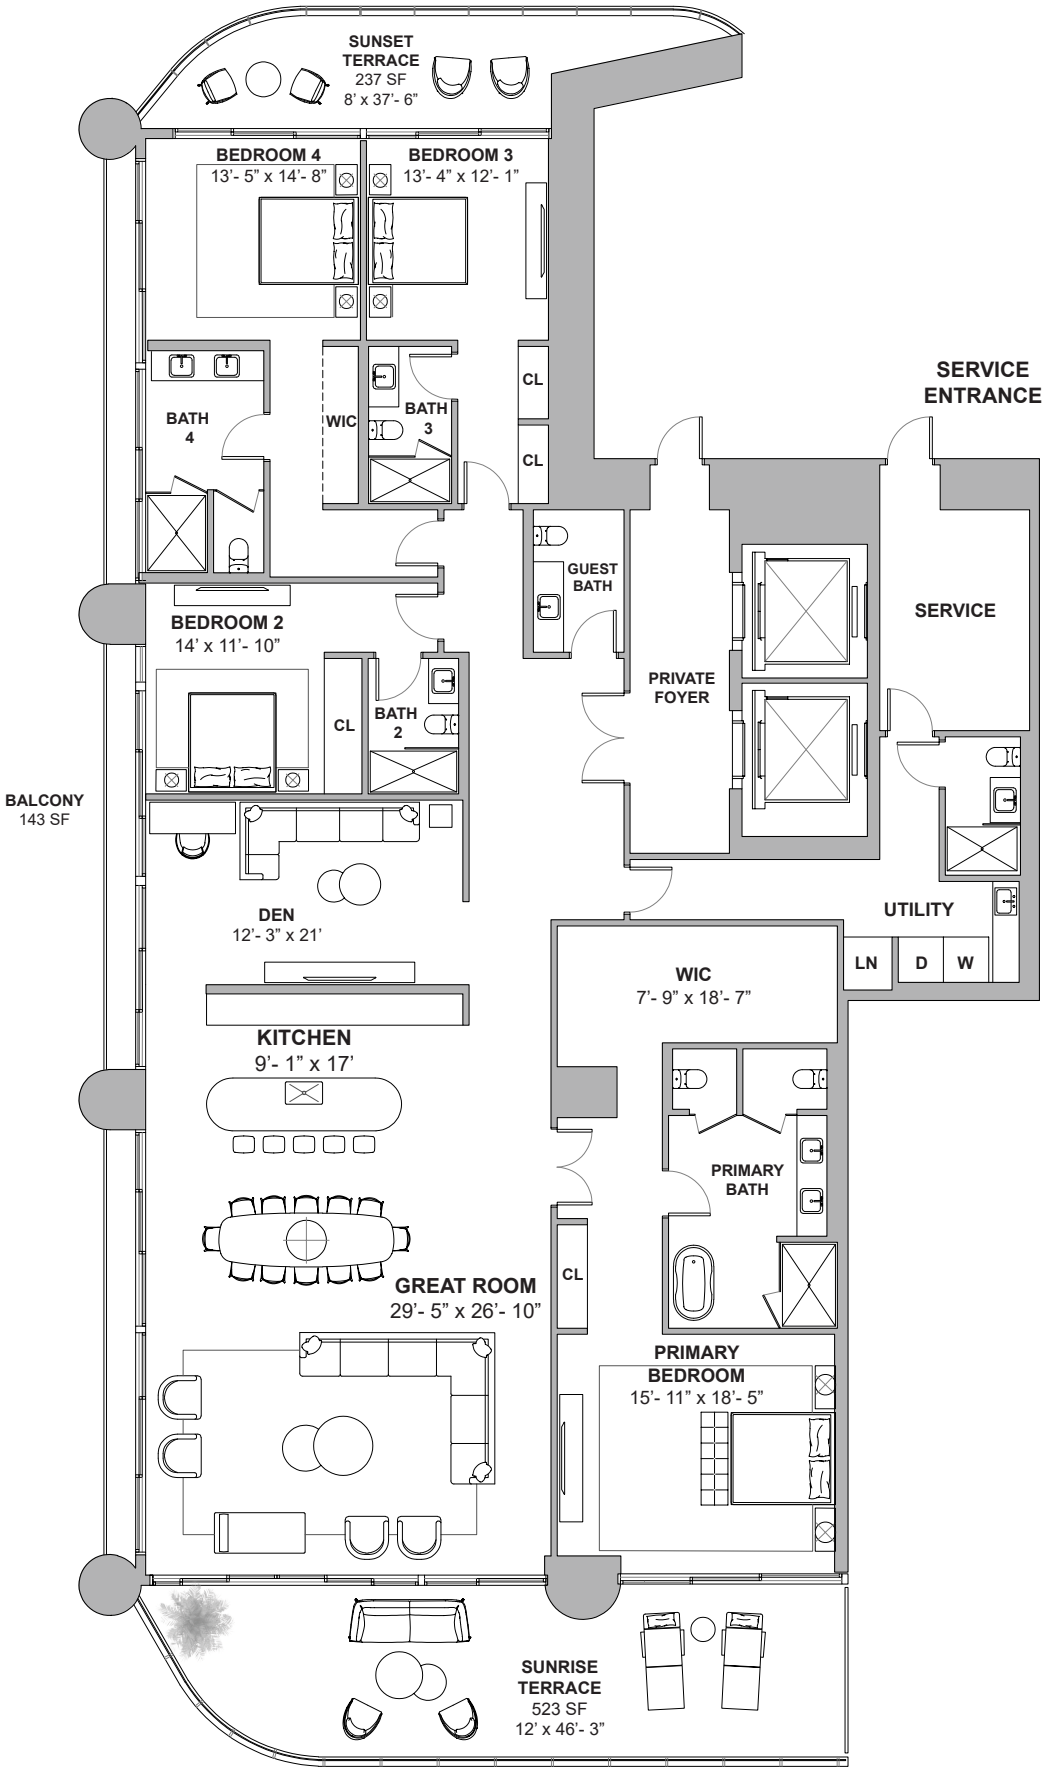 SUNSET
TERRACE
237 SF
8’ x 37’- 6”
BEDROOM 4
13’- 5” x 14’- 8”
BEDROOM 3
13’- 4” x 12’- 1”
SERVICE
ENTRANCE
CL
BATH
4
WIC
BATH
3
CL
GUEST
BATH
SERVICE
BEDROOM 2
14’ x 11’- 10”
PRIVATE
FOYER
CL
BATH
2
BALCONY
143 SF
DEN
12’- 3” x 21’
UTILITY
LN
D
W
WIC
7’- 9” x 18’- 7”
KITCHEN
9’- 1” x 17’
PRIMARY
BATH
CL
GREAT ROOM
29’- 5” x 26’- 10”
PRIMARY
BEDROOM
15’- 11” x 18’- 5”
SUNRISE
TERRACE
523 SF
12’ x 46’- 3”